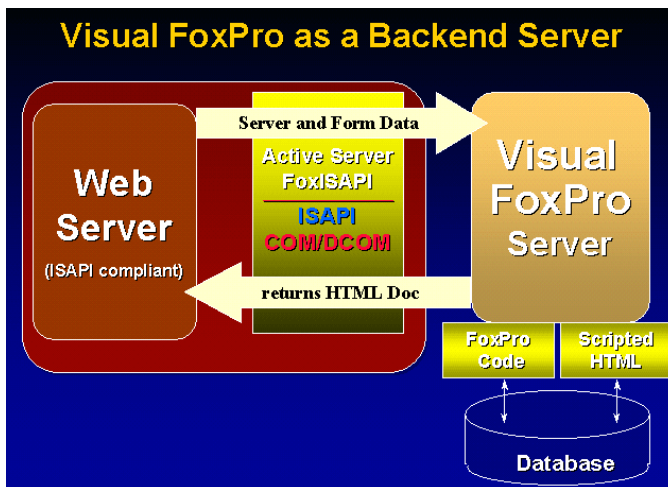 Visual FoxPro as a Backend Server
Server and Form Data
Web
Server
(ISAPI compliant)
Active Server
FoxISAPI
ISAPI
COM/DCOM
Visual
FoxPro
Server
returns HTML Doc
FoxPro
Code
Scripted
HTML
Database